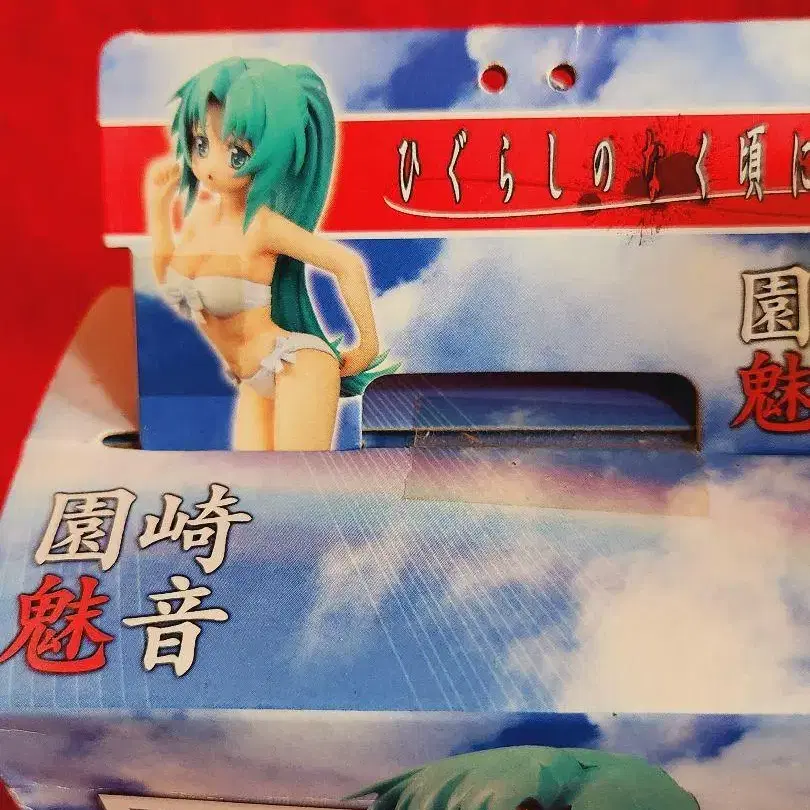 ひぐらしのなく頃に
園
魅
園崎
魅音